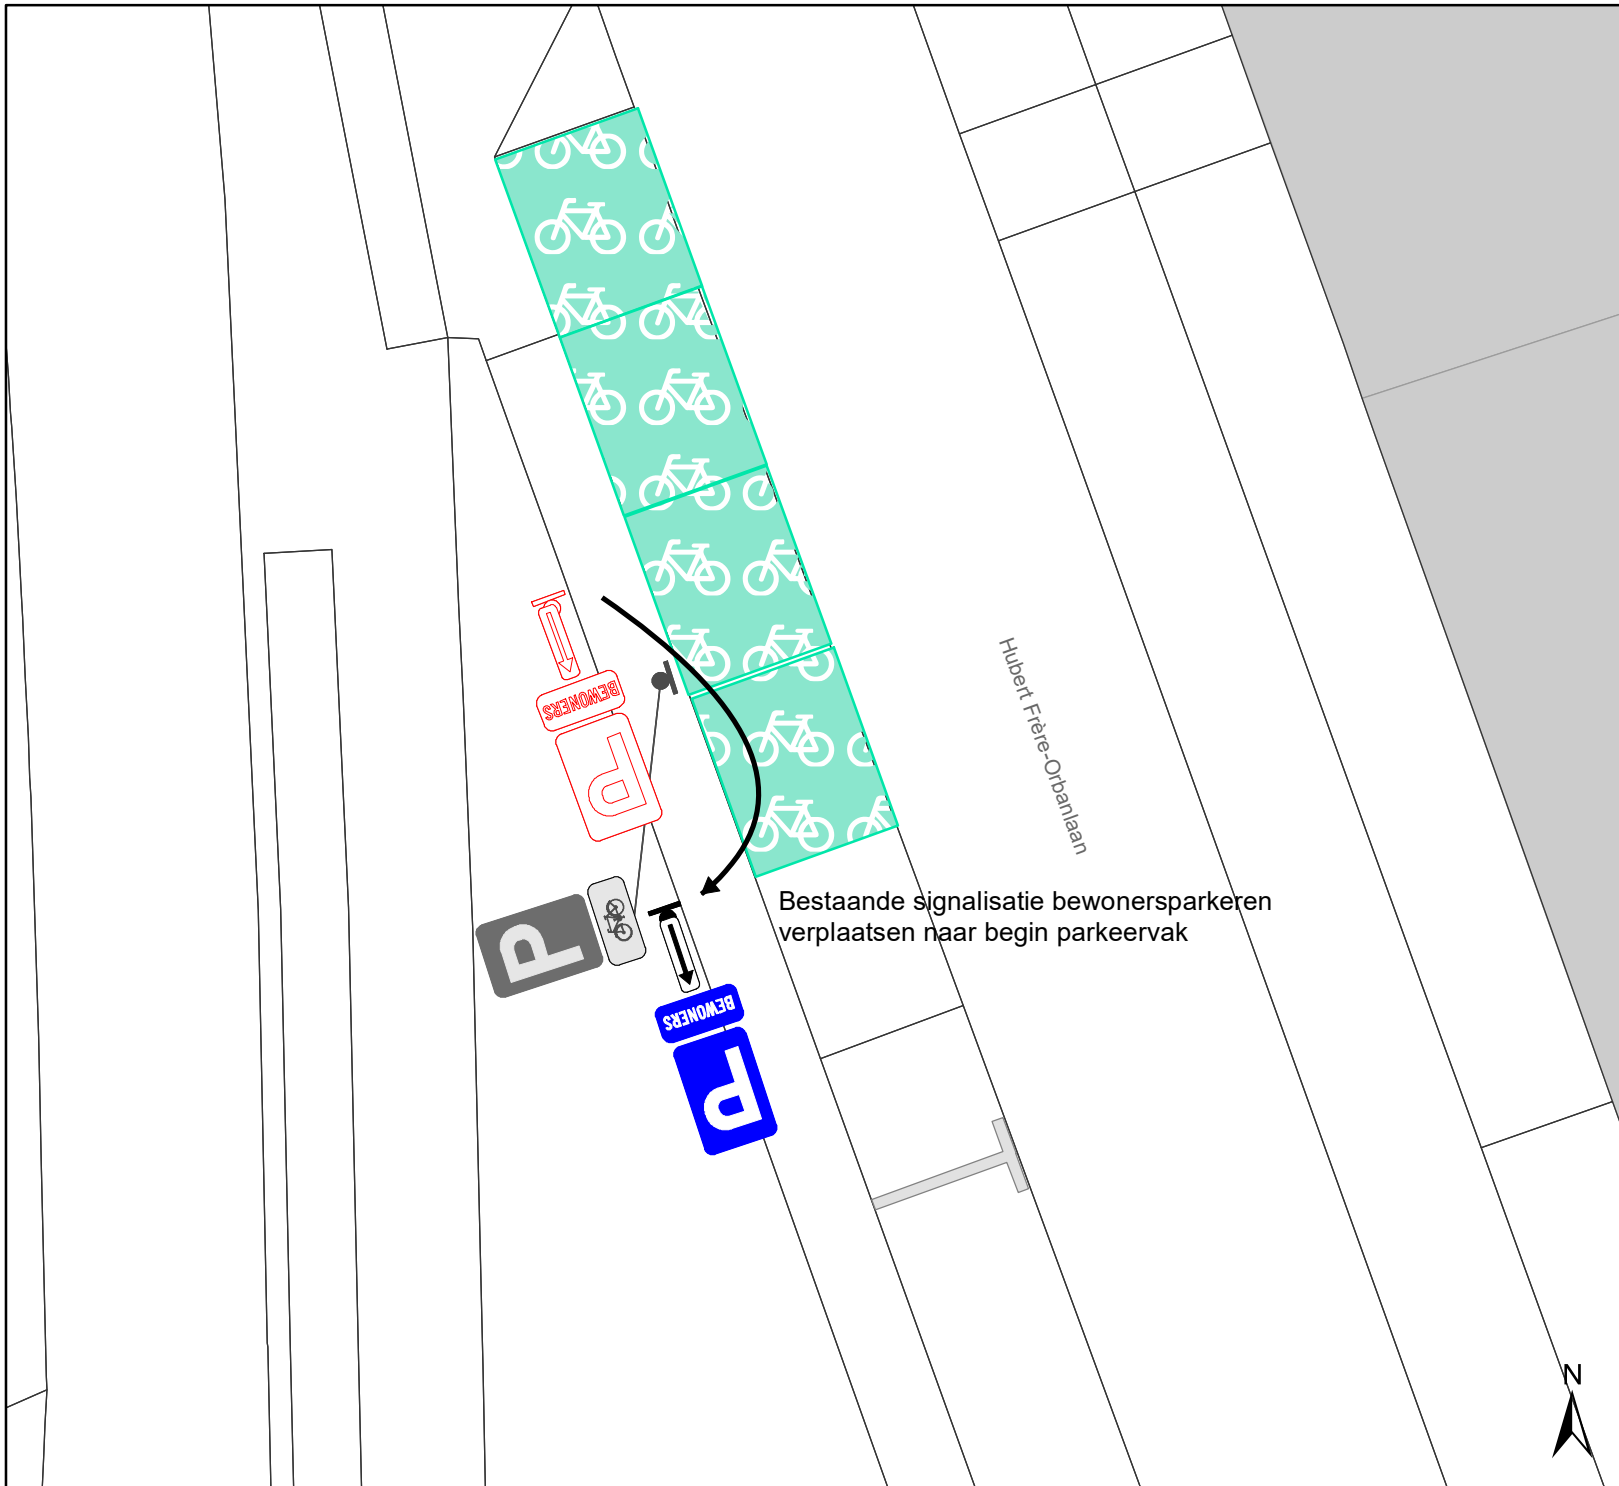 BEWONERS
P
Hubert Frère-Orbanlaan
P
Bestaande signalisatie bewonersparkeren
verplaatsen naar begin parkeervak
BEWONERS
P
N